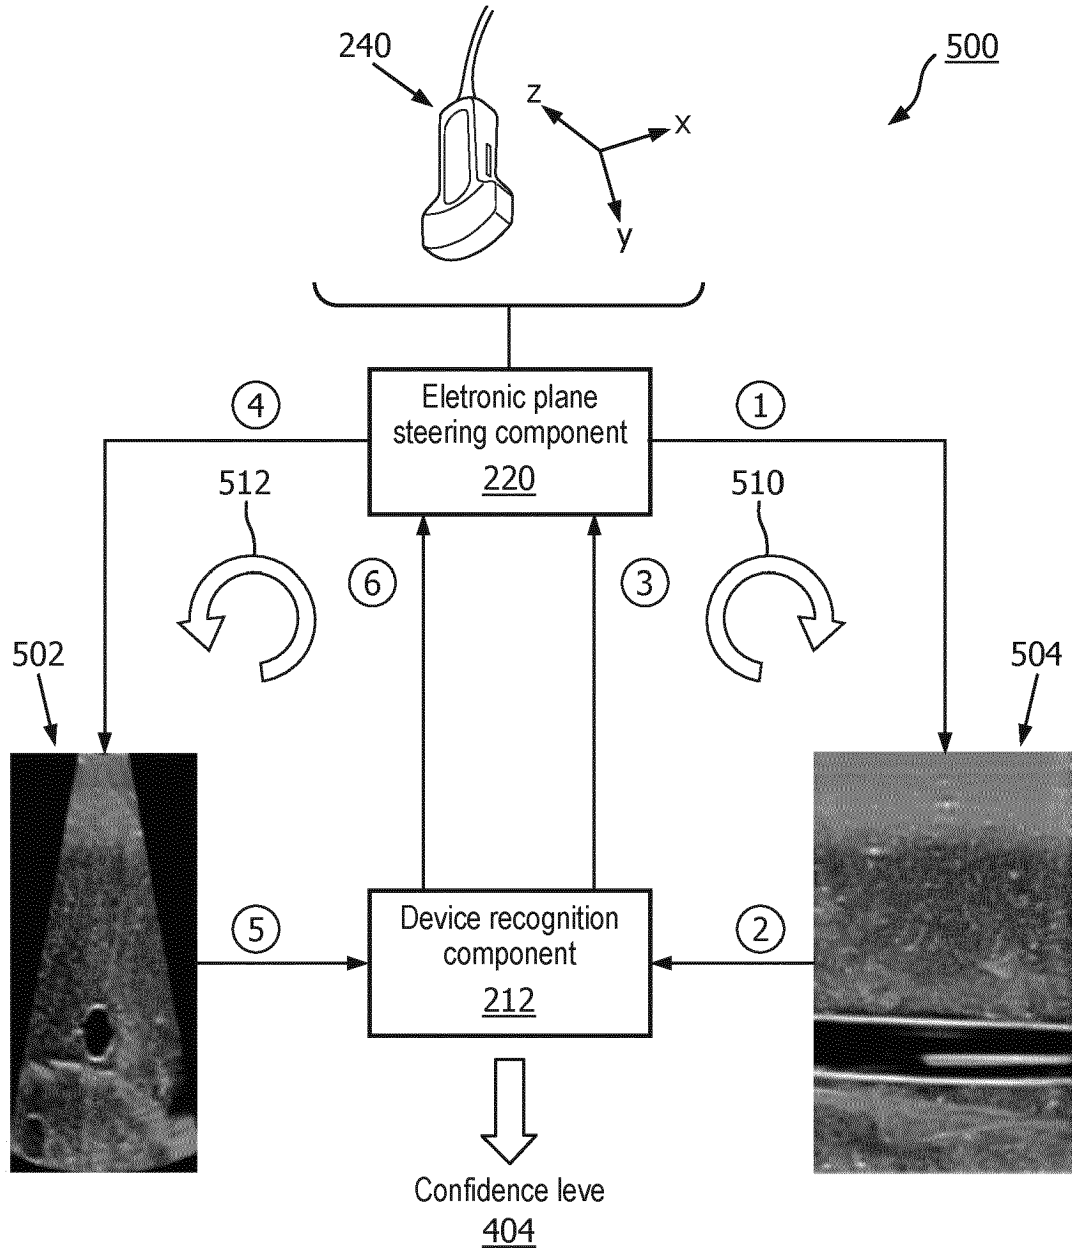 240
500
z
x
y
4
Eletronic plane
steering component
220
1
512
510
6
3
502
504
5
Device recognition
component
212
2
Confidence leve
404